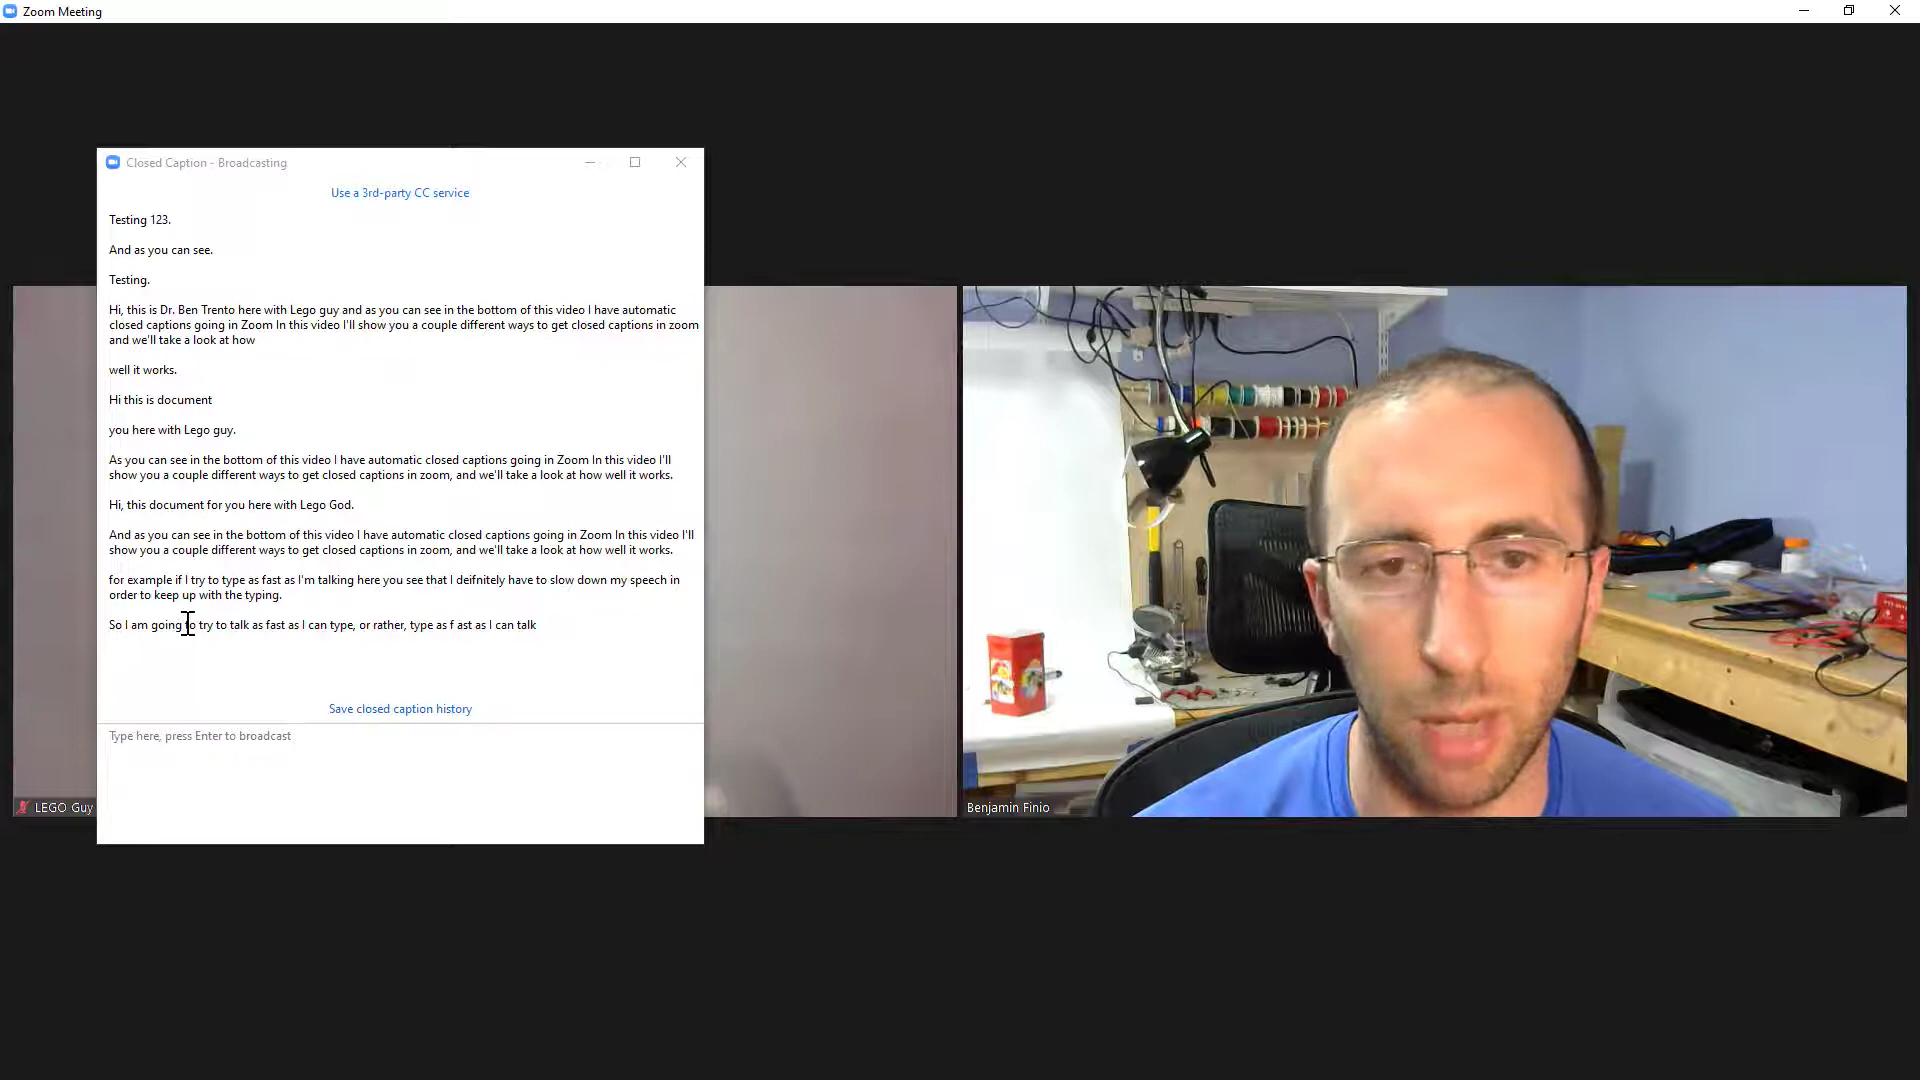 Zoom Meeting
Closed Caption - Broadcasting
Use a 3rd-party CC service
Testing 123.
And as you can see.
Testing.
Hi, this is Dr. Ben Trento here with Lego guy and as you can see in the bottom of this video I have automatic
closed captions going in Zoom In this video I'll show you a couple different ways to get closed captions in zoom
and we'll take a look at how
well it works.
Hi this is document
you here with Lego guy.
As you can see in the bottom of this video I have automatic closed captions going in Zoom In this video I'll
show you a couple different ways to get closed captions in zoom, and we'll take a look at how well it works.
Hi, this document for you here with Lego God.
And as you can see in the bottom of this video I have automatic closed captions going in Zoom In this video I'll
show you a couple different ways to get closed captions in zoom, and we'll take a look at how well it works.
for example if I try to type as fast as I'm talking here you see that I deifnitely have to slow down my speech in
order to keep up with the typing.
So I am going to try to talk as fast as I can type, or rather, type as f ast as I can talk
Save closed caption history
Type here, press Enter to broadcast
LEGO Guy
Benjamin Finio